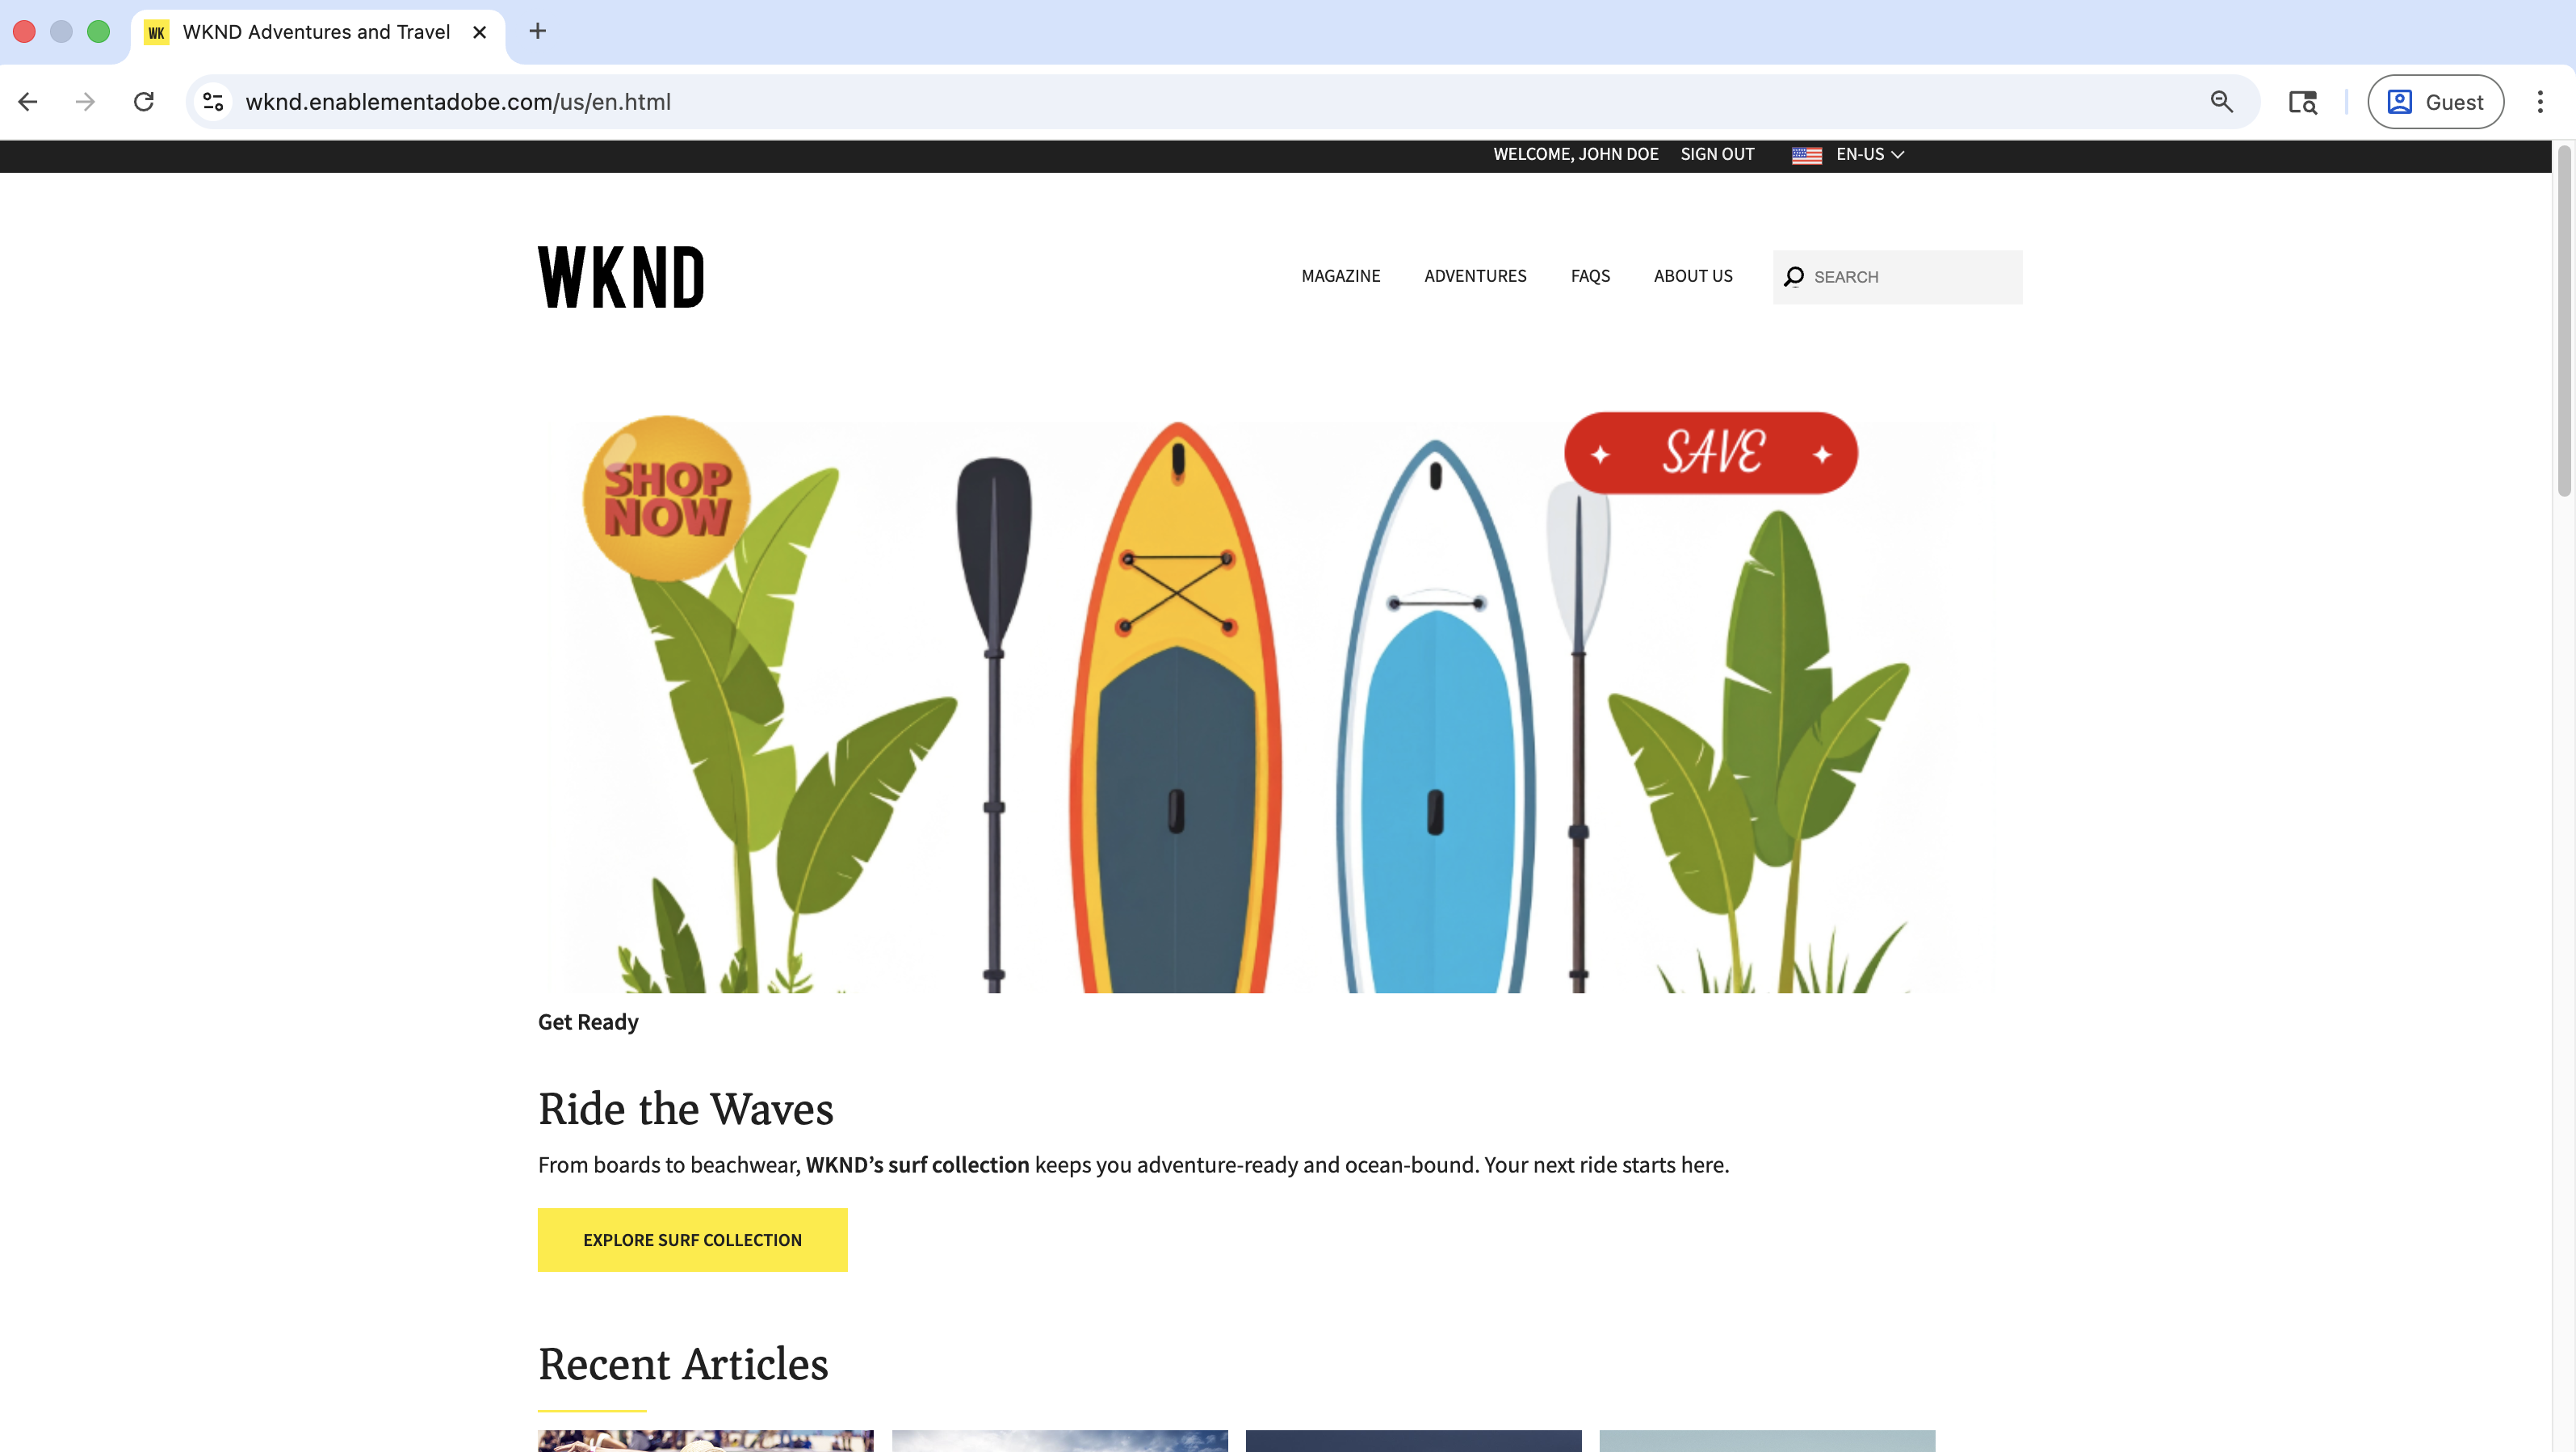 WK WKND Adventures and Travel
wknd.enablementadobe.com/us/en.html
Guest
WELCOME, JOHN DOE SIGN OUT EN-US
WKND
MAGAZINE ADVENTURES FAQS ABOUT US SEARCH
SHOP
NOW
SAVE
Get Ready
Ride the Waves
From boards to beachwear, WKND’s surf collection keeps you adventure-ready and ocean-bound. Your next ride starts here.
EXPLORE SURF COLLECTION
Recent Articles